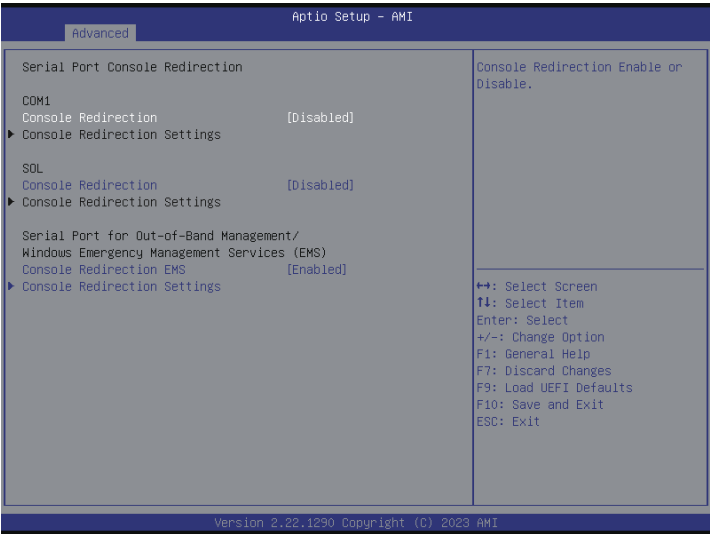 Aptio Setup – AMI
Advanced
Serial Port Console Redirection
COM1
Console Redirection [Disabled]
▶ Console Redirection Settings
SOL
Console Redirection [Disabled]
▶ Console Redirection Settings
Serial Port for Out-of-Band Management/
Windows Emergency Management Services (EMS)
Console Redirection EMS [Enabled]
▶ Console Redirection Settings
Console Redirection Enable or
Disable.
↔: Select Screen
↑↓: Select Item
Enter: Select
+/-: Change Option
F1: General Help
F7: Discard Changes
F9: Load UEFI Defaults
F10: Save and Exit
ESC: Exit
Version 2.22.1290 Copyright (C) 2023 AMI